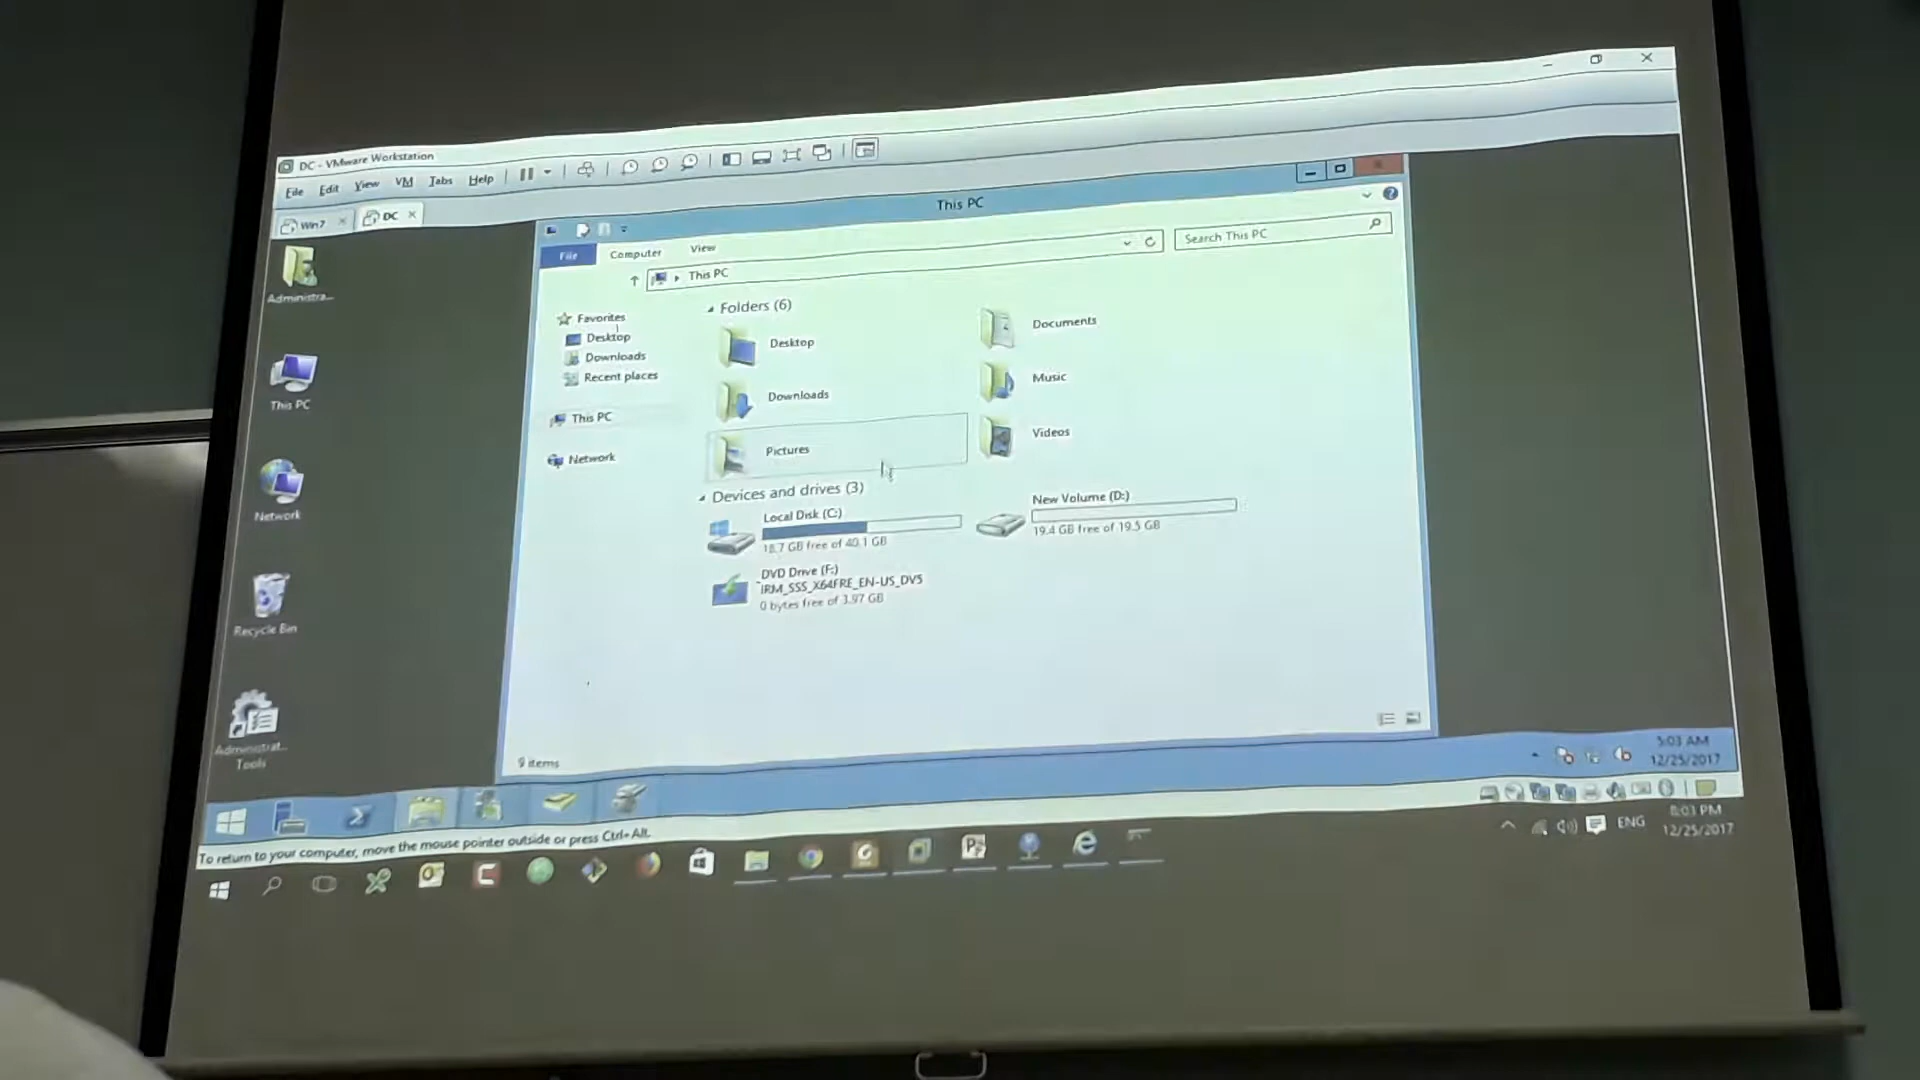 DC - VMware Workstation
File Edit View VM Tabs Help
Win7
DC
This PC
File Computer View
This PC
Search This PC
Favorites
Desktop
Downloads
Recent places
This PC
Network
Folders (6)
Desktop
Documents
Downloads
Music
Pictures
Videos
Devices and drives (3)
Local Disk (C:)
18.7 GB free of 40.1 GB
New Volume (D:)
19.4 GB free of 19.5 GB
DVD Drive (F:)
IRM_SSS_X64FRE_EN-US_DV5
0 bytes free of 3.97 GB
9 items
Administra...
This PC
Network
Recycle Bin
Administrat...
Tools
5:03 AM
12/25/2017
To return to your computer, move the mouse pointer outside or press Ctrl+Alt.
ENG
8:03 PM
12/25/2017